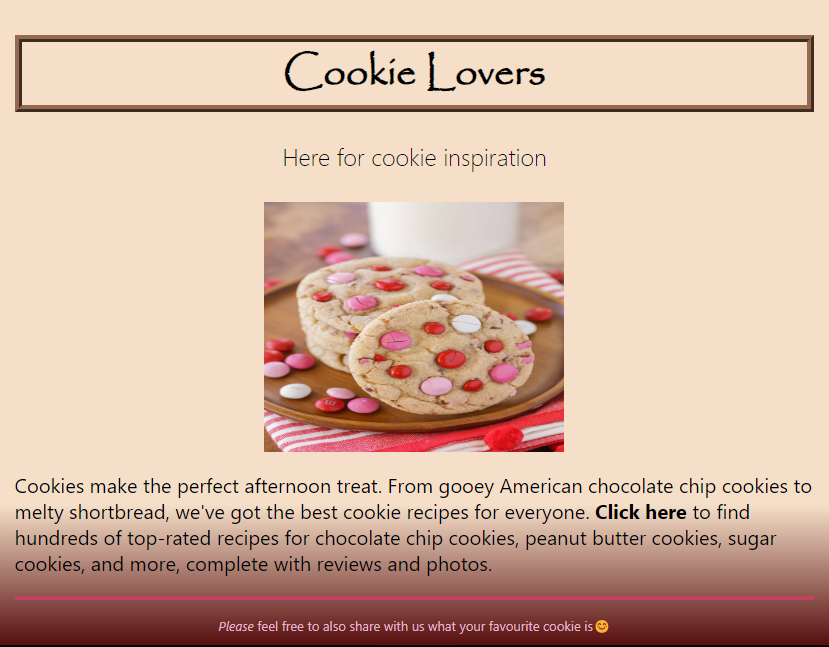 Cookie Lovers
Here for cookie inspiration
Cookies make the perfect afternoon treat. From gooey American chocolate chip cookies to
melty shortbread, we've got the best cookie recipes for everyone. Click here to find
hundreds of top-rated recipes for chocolate chip cookies, peanut butter cookies, sugar
cookies, and more, complete with reviews and photos.
Please feel free to also share with us what your favourite cookie is😊